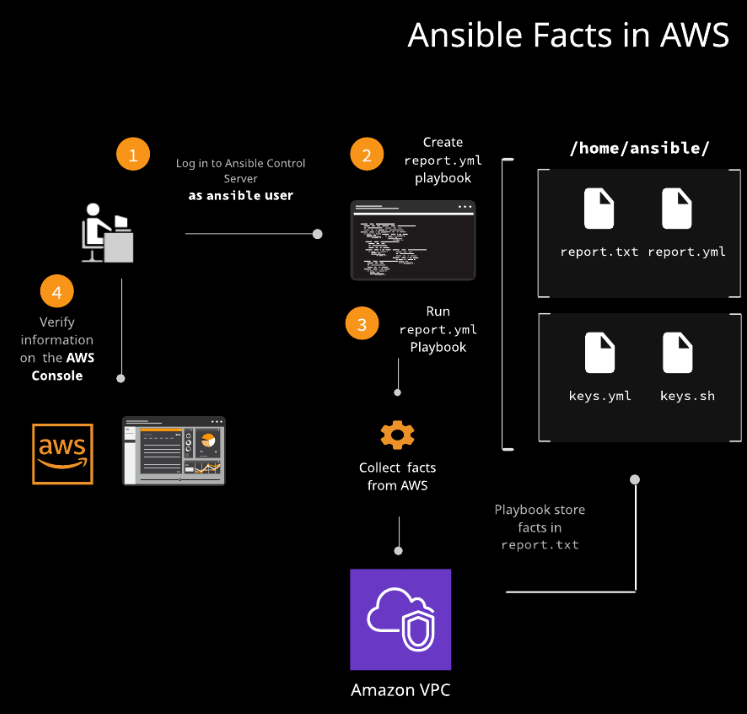 Ansible Facts in AWS
1
Log in to Ansible Control
Server
as ansible user
2
Create
report.yml
playbook
/home/ansible/
report.txt report.yml
keys.yml keys.sh
3
Run
report.yml
Playbook
4
Verify
information
on the AWS
Console
aws
Collect facts
from AWS
Playbook store
facts in
report.txt
Amazon VPC